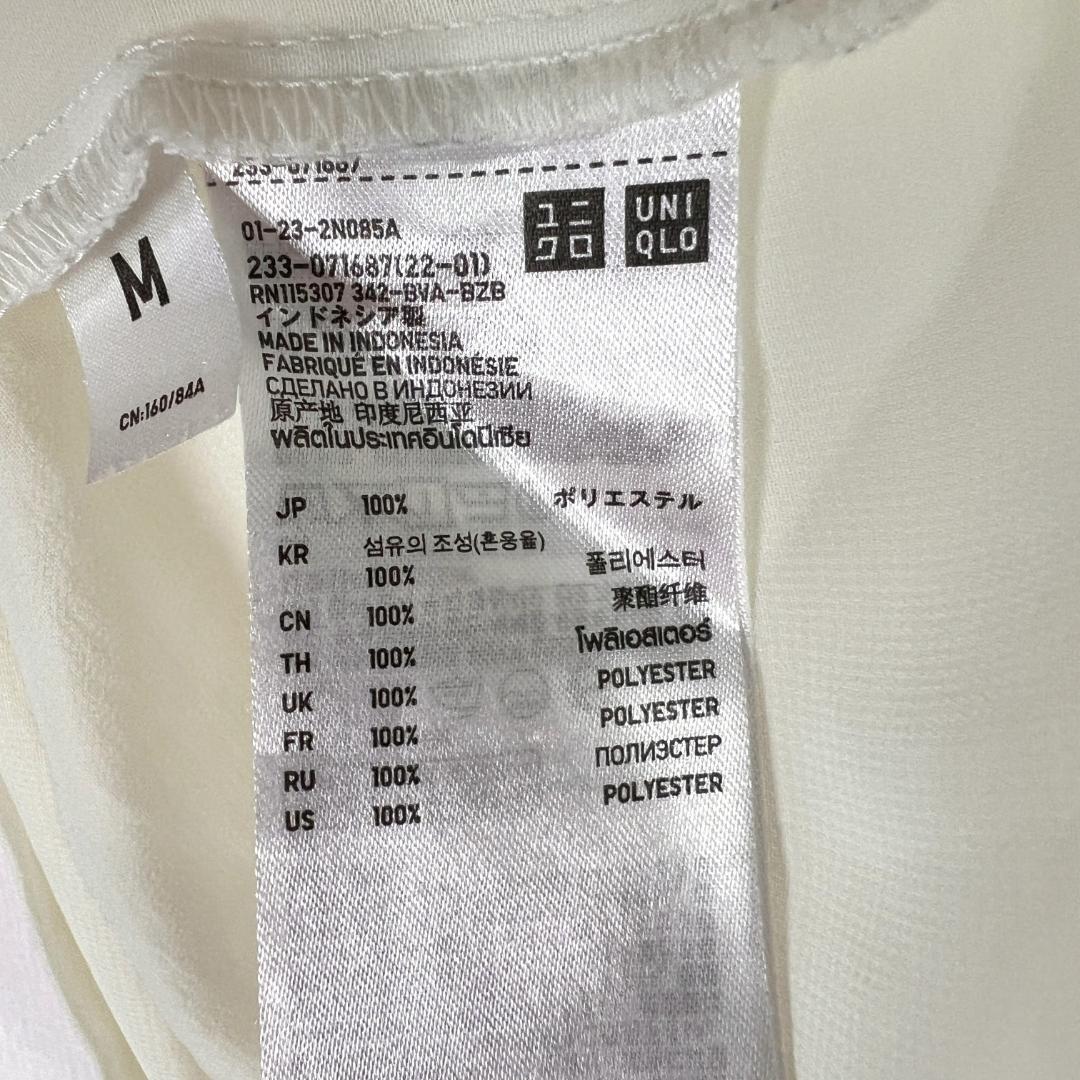 ユニ
クロ
UNI
QLO
01-23-2N085A
233-071687(22-01)
RN115307 342-BVA-BZB
インドネシア製
MADE IN INDONESIA
FABRIQUÉ EN INDONÉSIE
СДЕЛАНО В ИНДОНЕЗИИ
原产地 印度尼西亚
ผลิตในประเทศอินโดนีเซีย
M
CN:160/84A
JP 100% ポリエステル
KR 섬유의 조성(혼용율)
100% 폴리에스터
CN 100% 聚酯纤维
TH 100% โพลิเอสเตอร์
UK 100% POLYESTER
FR 100% POLYESTER
RU 100% ПОЛИЭСТЕР
US 100% POLYESTER